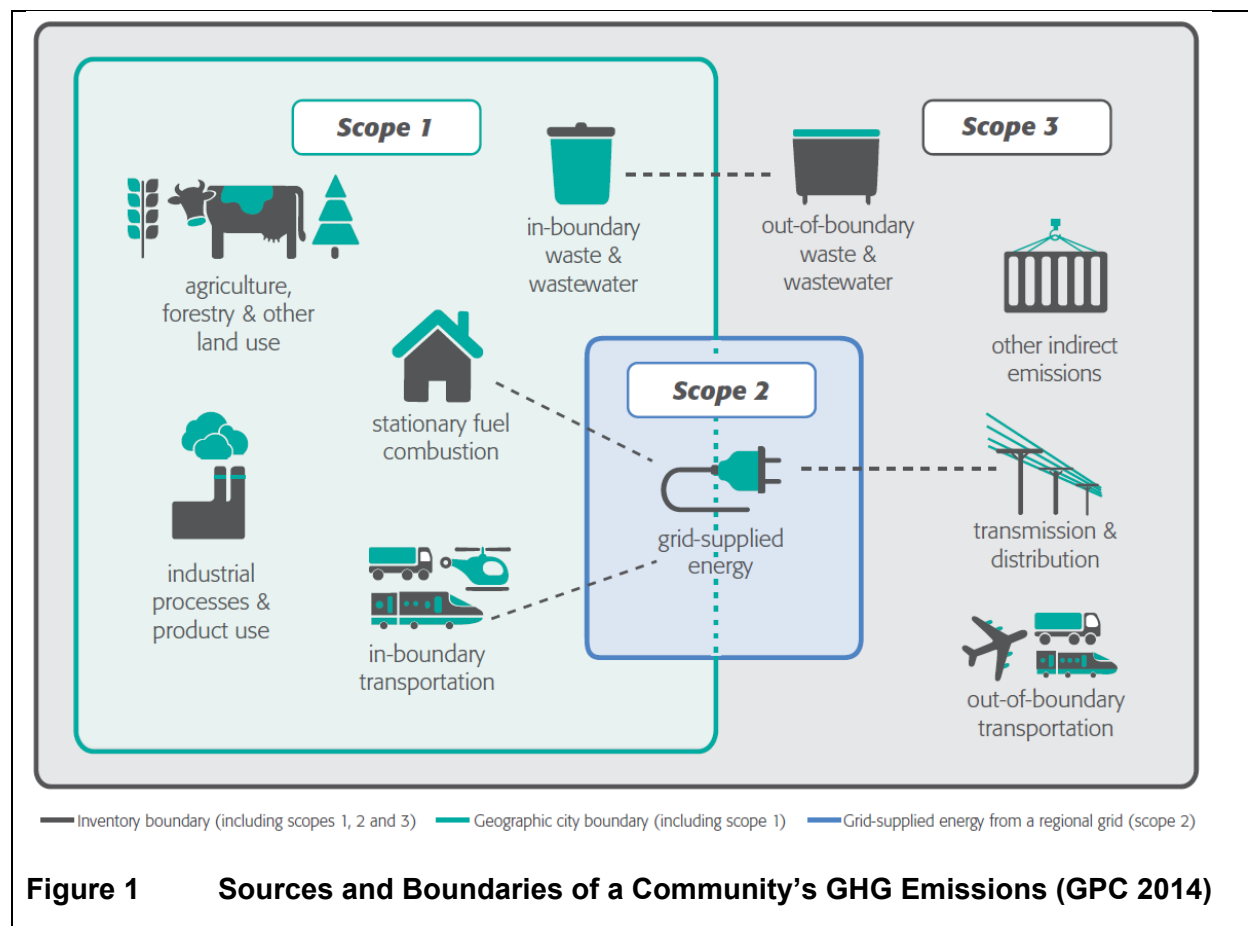 Scope 1
Scope 3
in-boundary
waste &
wastewater
out-of-boundary
waste &
wastewater
agriculture,
forestry & other
land use
other indirect
emissions
Scope 2
stationary fuel
combustion
grid-supplied
energy
transmission &
distribution
industrial
processes &
product use
in-boundary
transportation
out-of-boundary
transportation
Inventory boundary (including scopes 1, 2 and 3)
Geographic city boundary (including scope 1)
Grid-supplied energy from a regional grid (scope 2)
Figure 1 Sources and Boundaries of a Community’s GHG Emissions (GPC 2014)